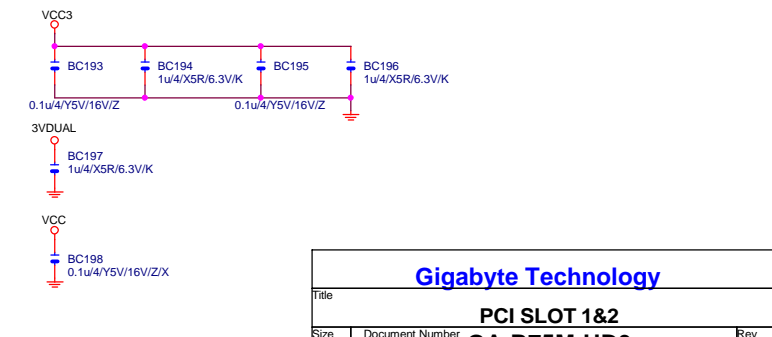 VCC3
BC193
BC194
1u/4/X5R/6.3V/K
BC195
BC196
1u/4/X5R/6.3V/K
0.1u/4/Y5V/16V/Z
0.1u/4/Y5V/16V/Z
3VDUAL
BC197
1u/4/X5R/6.3V/K
VCC
BC198
0.1u/4/Y5V/16V/Z/X
Gigabyte Technology
Title
PCI SLOT 1&2
Size Document Number Rev